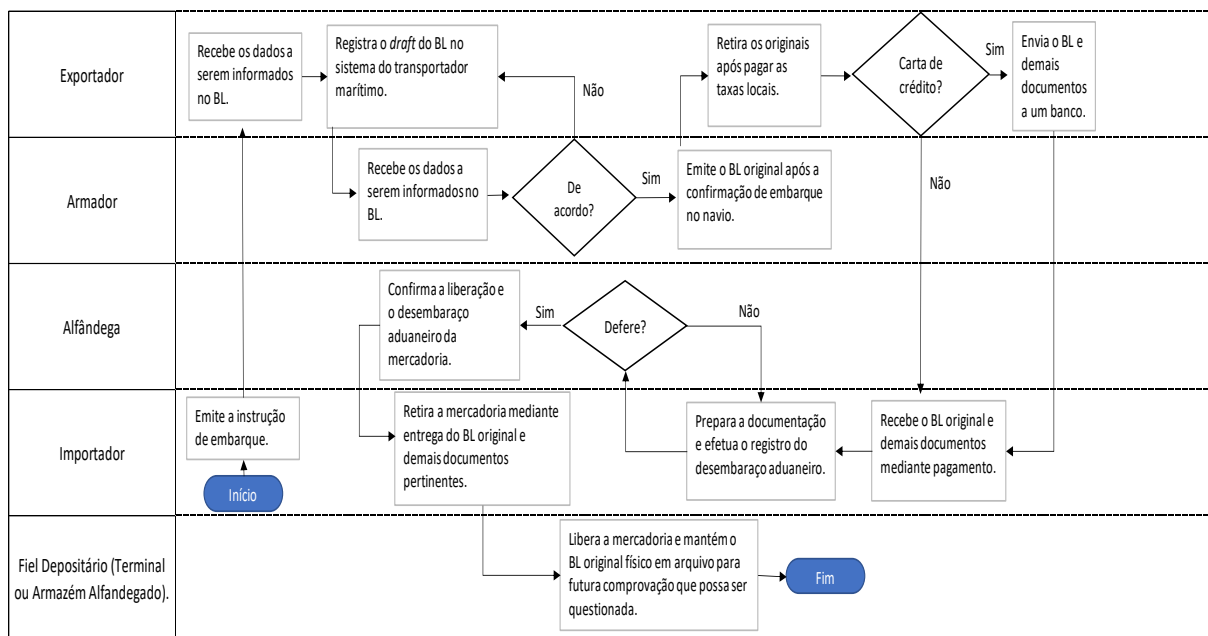 Exportador
Recebe os dados a
serem informados
no BL.
Registra o draft do BL no
sistema do transportador
marítimo.
Não
Retira os originais
após pagar as
taxas locais.
Carta de
crédito?
Sim
Envia o BL e
demais
documentos
a um banco.
Armador
Recebe os dados a
serem informados no
BL.
De
acordo?
Sim
Emite o BL original após a
confirmação de embarque
no navio.
Não
Alfândega
Confirma a liberação e
o desembaraço
aduaneiro da
mercadoria.
Sim
Defere?
Não
Importador
Emite a instrução
de embarque.
Início
Retira a mercadoria mediante
entrega do BL original e
demais documentos
pertinentes.
Prepara a documentação
e efetua o registro do
desembaraço aduaneiro.
Recebe o BL original e
demais documentos
mediante pagamento.
Fiel Depositário (Terminal
ou Armazém Alfandegado).
Libera a mercadoria e mantém o
BL original físico em arquivo para
futura comprovação que possa ser
questionada.
Fim